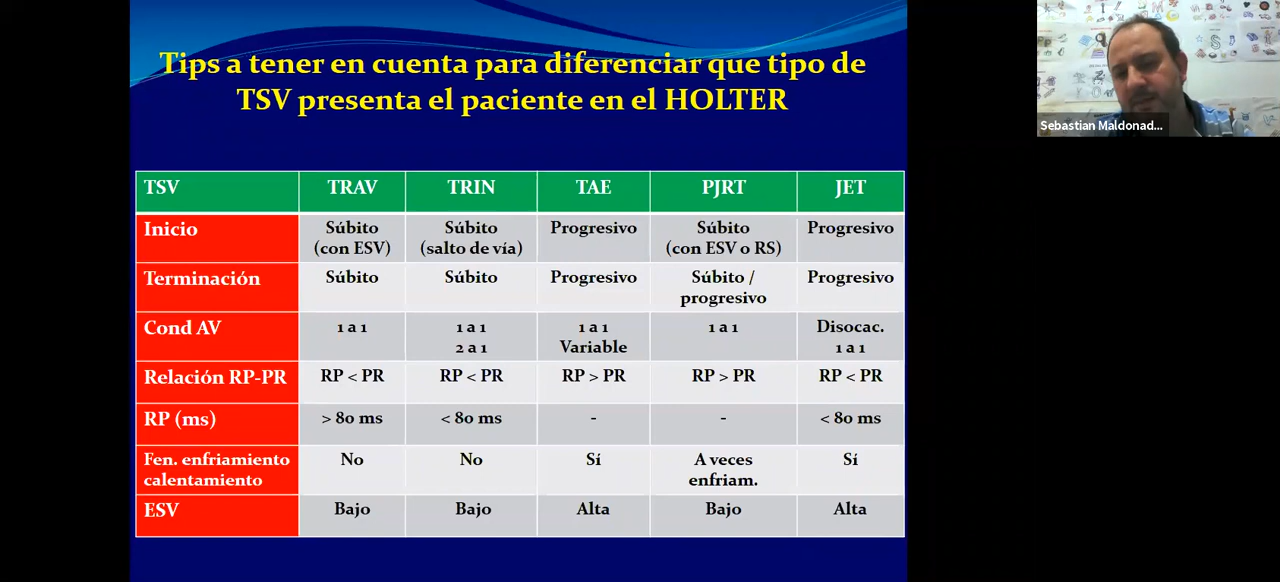 Tips a tener en cuenta para diferenciar que tipo de
TSV presenta el paciente en el HOLTER
Sebastian Maldonad...
TSV TRAV TRIN TAE PJRT JET
Inicio Súbito (con ESV) Súbito (salto de vía) Progresivo Súbito (con ESV o RS) Progresivo
Terminación Súbito Súbito Progresivo Súbito / progresivo Progresivo
Cond AV 1 a 1 1 a 1 2 a 1 1 a 1 Variable 1 a 1 Disocac. 1 a 1
Relación RP-PR RP < PR RP < PR RP > PR RP > PR RP < PR
RP (ms) > 80 ms < 80 ms - - < 80 ms
Fen. enfriamiento calentamiento No No Sí A veces enfriam. Sí
ESV Bajo Bajo Alta Bajo Alta